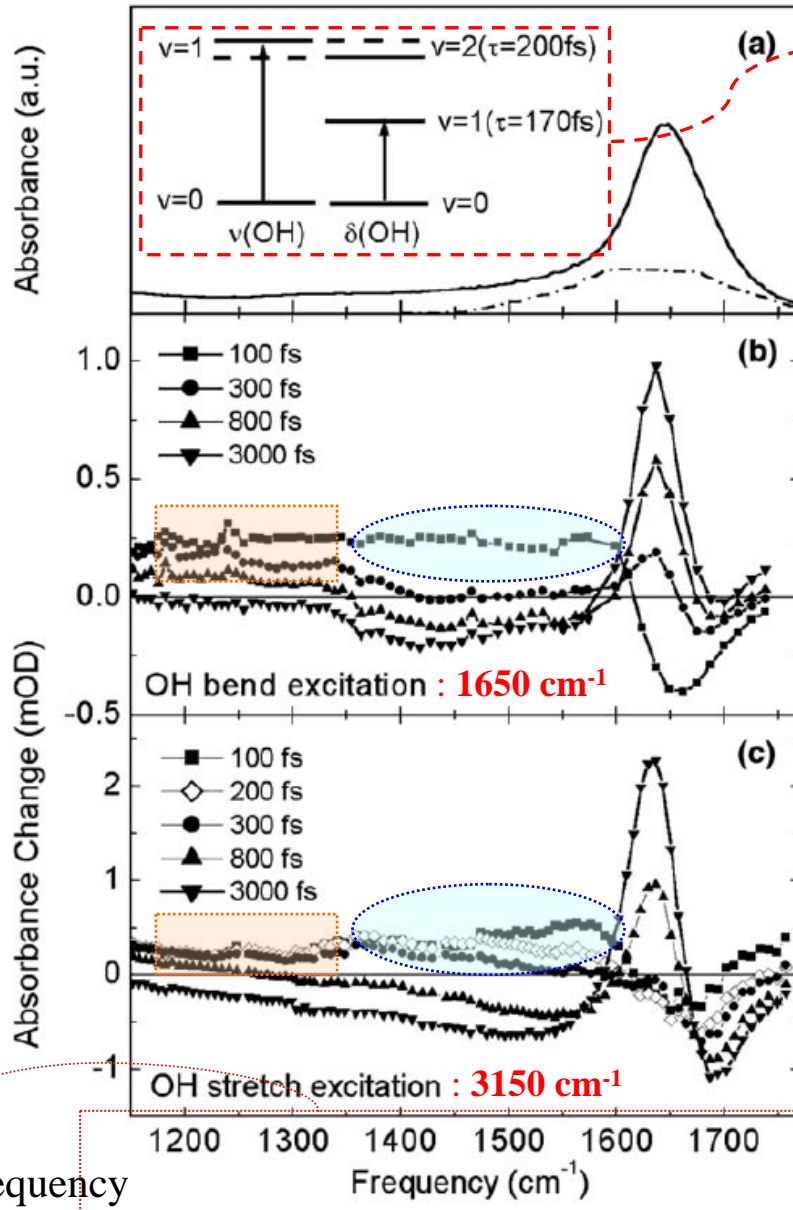 (a)
v=1
v=2(τ=200fs)
v=1(τ=170fs)
v=0
v=0
ν(OH)
δ(OH)
Absorbance (a.u.)
(b)
100 fs
300 fs
800 fs
3000 fs
1.0
0.5
0.0
-0.5
OH bend excitation : 1650 cm-1
(c)
100 fs
200 fs
300 fs
800 fs
3000 fs
2
1
0
-1
OH stretch excitation : 3150 cm-1
Absorbance Change (mOD)
1200 1300 1400 1500 1600 1700
Frequency (cm-1)
equency